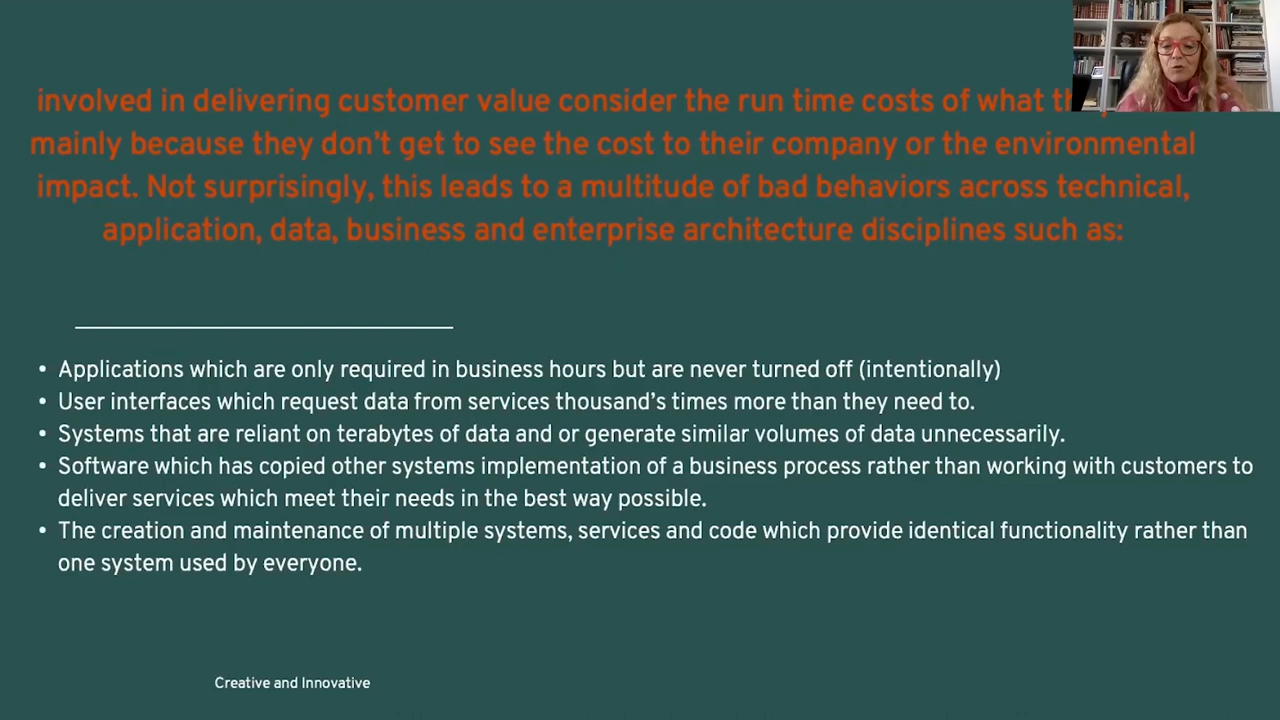 involved in delivering customer value consider the run time costs of what
mainly because they don't get to see the cost to their company or the environmental
impact. Not surprisingly, this leads to a multitude of bad behaviors across technical,
application, data, business and enterprise architecture disciplines such as:
• Applications which are only required in business hours but are never turned off (intentionally)
• User interfaces which request data from services thousand's times more than they need to.
• Systems that are reliant on terabytes of data and or generate similar volumes of data unnecessarily.
• Software which has copied other systems implementation of a business process rather than working with customers to
deliver services which meet their needs in the best way possible.
• The creation and maintenance of multiple systems, services and code which provide identical functionality rather than
one system used by everyone.
Creative and Innovative